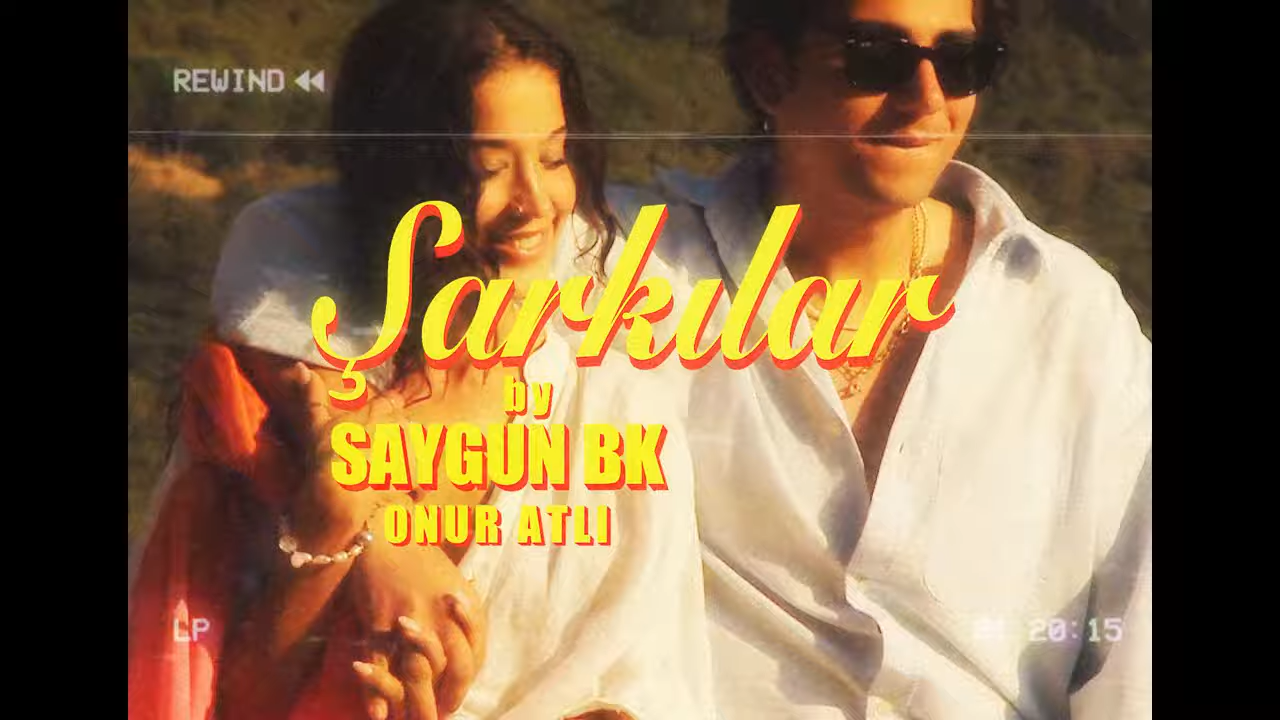 REWIND
Şarkılar
by
SAYGUN BK
ONUR ATLI
LP
20:15